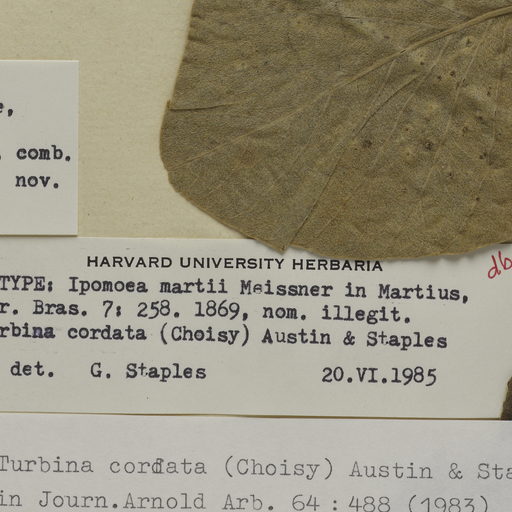 e,
comb.
nov.
HARVARD UNIVERSITY HERBARIA
TYPE: Ipomoea martii Meissner in Martius,
r. Bras. 7: 258. 1869, nom. illegit.
rbina cordata (Choisy) Austin & Staples
det. G. Staples 20.VI.1985
db
Turbina cordata (Choisy) Austin & Sta
in Journ.Arnold Arb. 64 : 488 (1983)